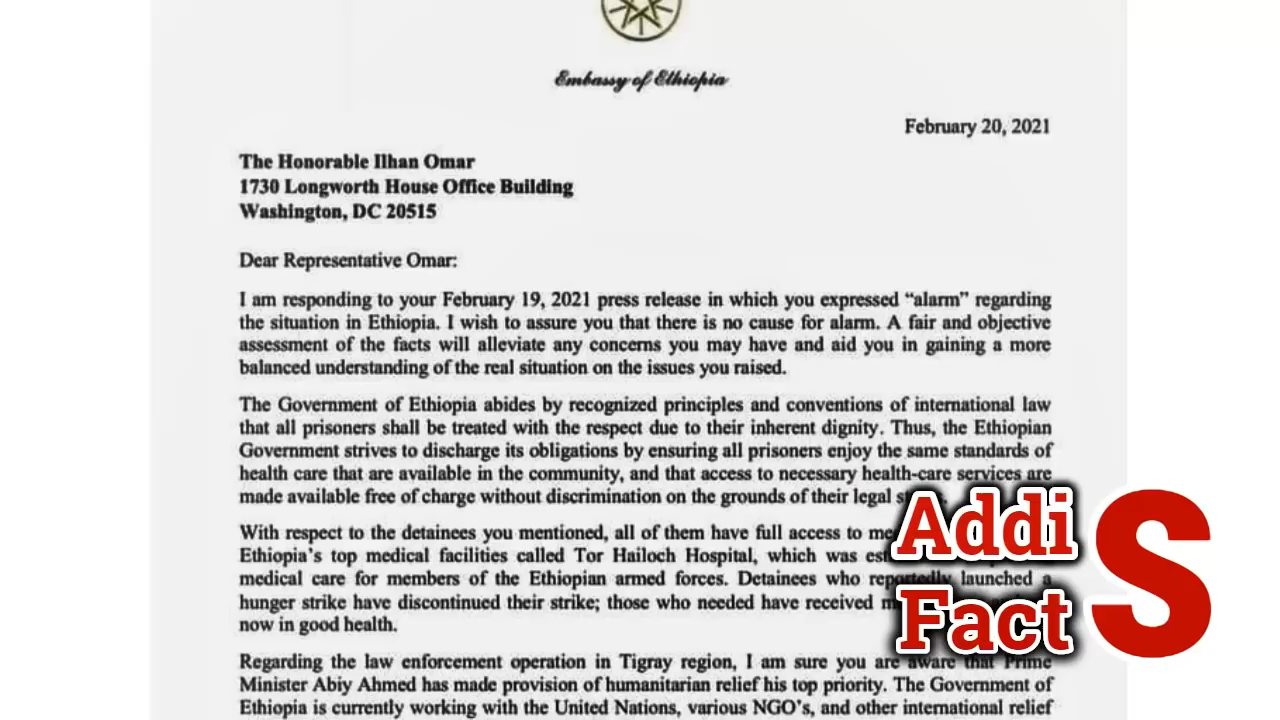 Embassy of Ethiopia
February 20, 2021
The Honorable Ilhan Omar
1730 Longworth House Office Building
Washington, DC 20515
Dear Representative Omar:
I am responding to your February 19, 2021 press release in which you expressed “alarm” regarding
the situation in Ethiopia. I wish to assure you that there is no cause for alarm. A fair and objective
assessment of the facts will alleviate any concerns you may have and aid you in gaining a more
balanced understanding of the real situation on the issues you raised.
The Government of Ethiopia abides by recognized principles and conventions of international law
that all prisoners shall be treated with the respect due to their inherent dignity. Thus, the Ethiopian
Government strives to discharge its obligations by ensuring all prisoners enjoy the same standards of
health care that are available in the community, and that access to necessary health-care services are
made available free of charge without discrimination on the grounds of their legal
With respect to the detainees you mentioned, all of them have full access to
Ethiopia’s top medical facilities called Tor Hailoch Hospital, which was
medical care for members of the Ethiopian armed forces. Detainees who reportedly launched a
hunger strike have discontinued their strike; those who needed have received
now in good health.
Regarding the law enforcement operation in Tigray region, I am sure you are aware that Prime
Minister Abiy Ahmed has made provision of humanitarian relief his top priority. The Government of
Ethiopia is currently working with the United Nations, various NGO’s, and other international relief
Addi S
Fact